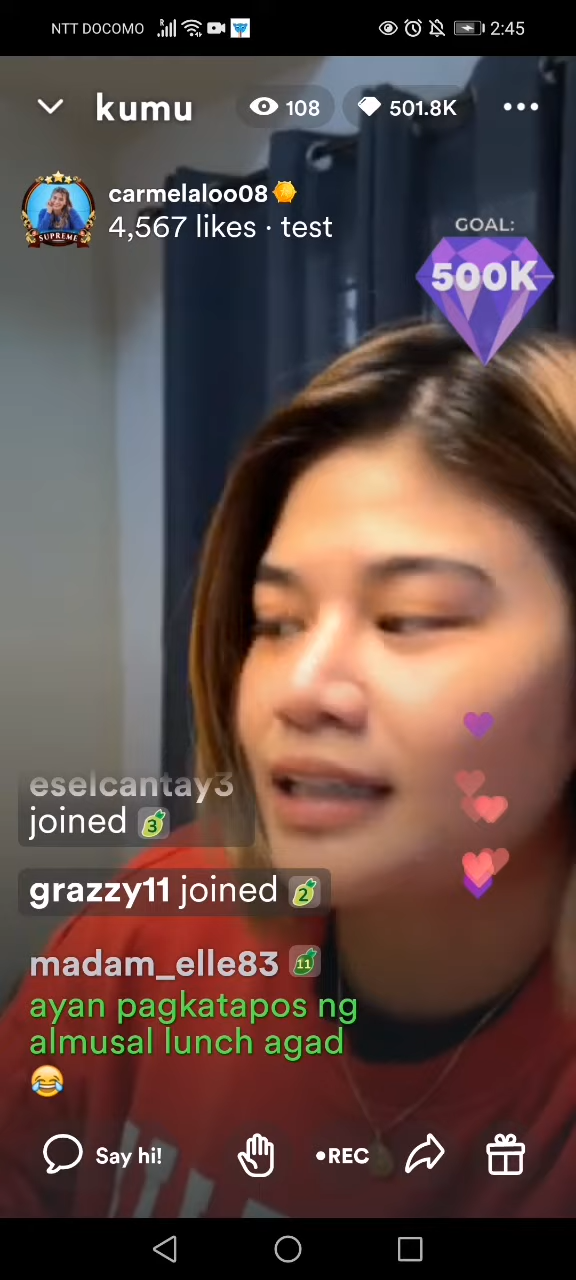 NTT DOCOMO
2:45
kumu
108
501.8K
carmelaloo08
4,567 likes · test
SUPREME
GOAL:
500K
eselcantay3
joined 3
grazzy11 joined 2
madam_elle83 11
ayan pagkatapos ng
almusal lunch agad
😂
Say hi!
•REC